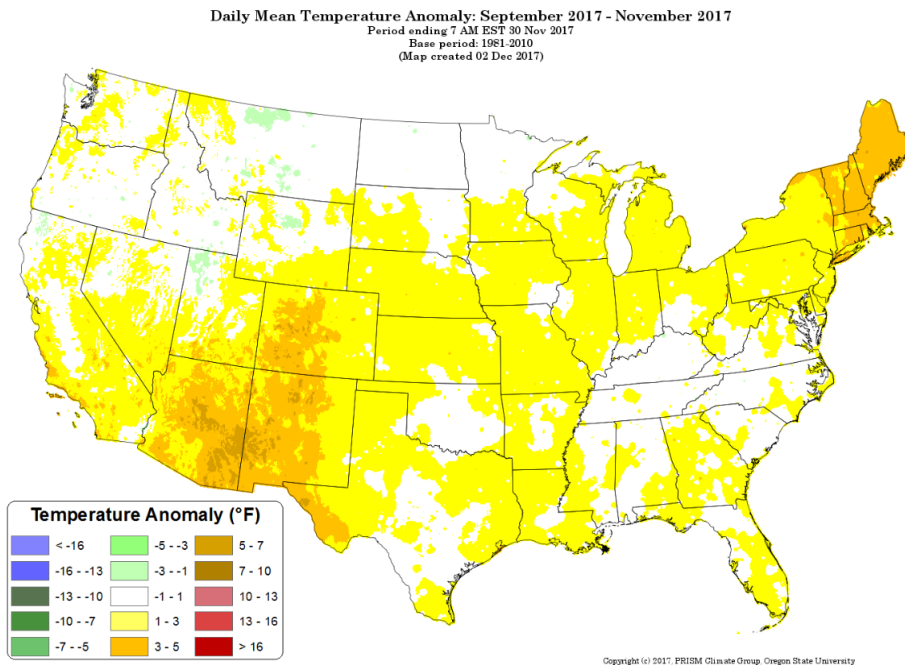 Daily Mean Temperature Anomaly: September 2017 - November 2017
Period ending 7 AM EST 30 Nov 2017
Base period: 1981-2010
(Map created 02 Dec 2017)
Temperature Anomaly (°F)
< -16 -5 - -3 5 - 7
-16 - -13 -3 - -1 7 - 10
-13 - -10 -1 - 1 10 - 13
-10 - -7 1 - 3 13 - 16
-7 - -5 3 - 5 > 16
Copyright (c) 2017, PRISM Climate Group, Oregon State University